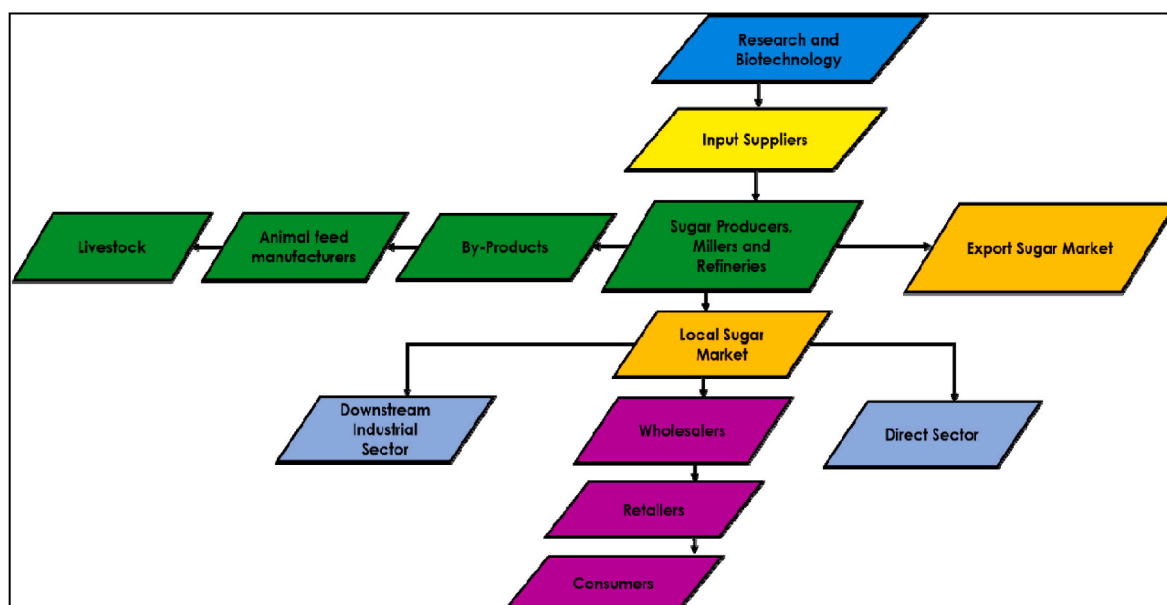 Research and
Biotechnology
Input Suppliers
Livestock
Animal feed
manufacturers
By-Products
Sugar Producers,
Millers and
Refineries
Export Sugar Market
Local Sugar
Market
Downstream
Industrial
Sector
Wholesalers
Direct Sector
Retailers
Consumers